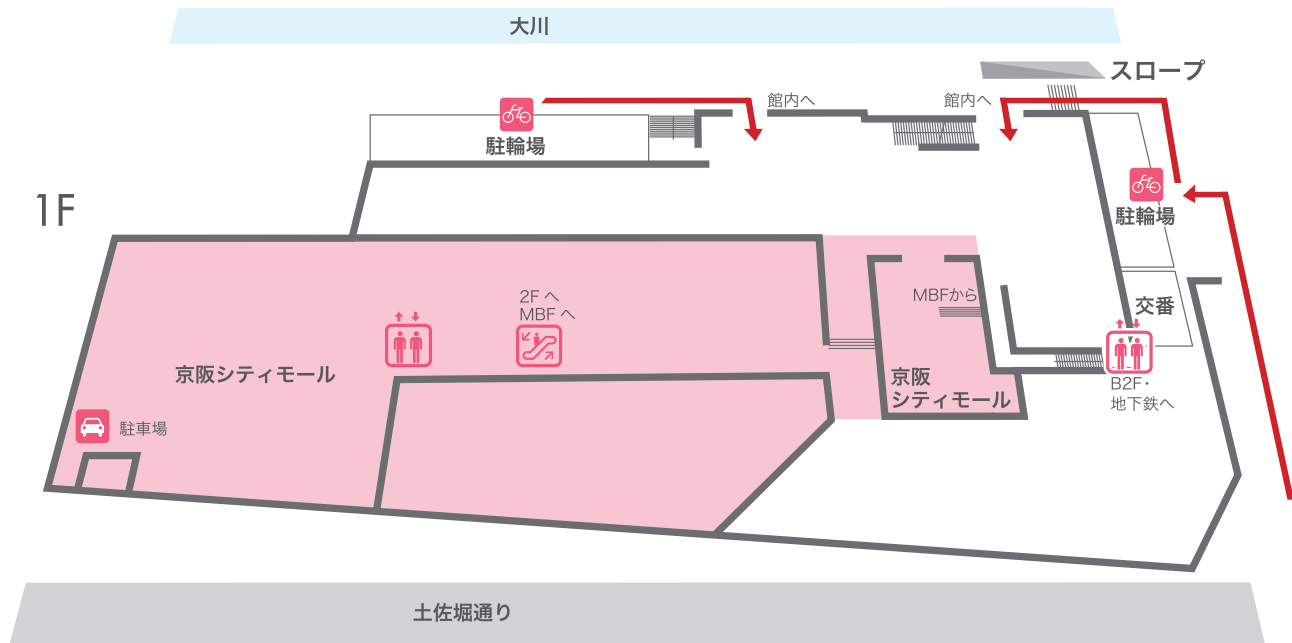 大川
スロープ
館内へ
館内へ
駐輪場
駐輪場
1F
2F へ
MBF へ
MBFから
交番
京阪シティモール
京阪
シティモール
B2F・
地下鉄へ
駐車場
土佐堀通り